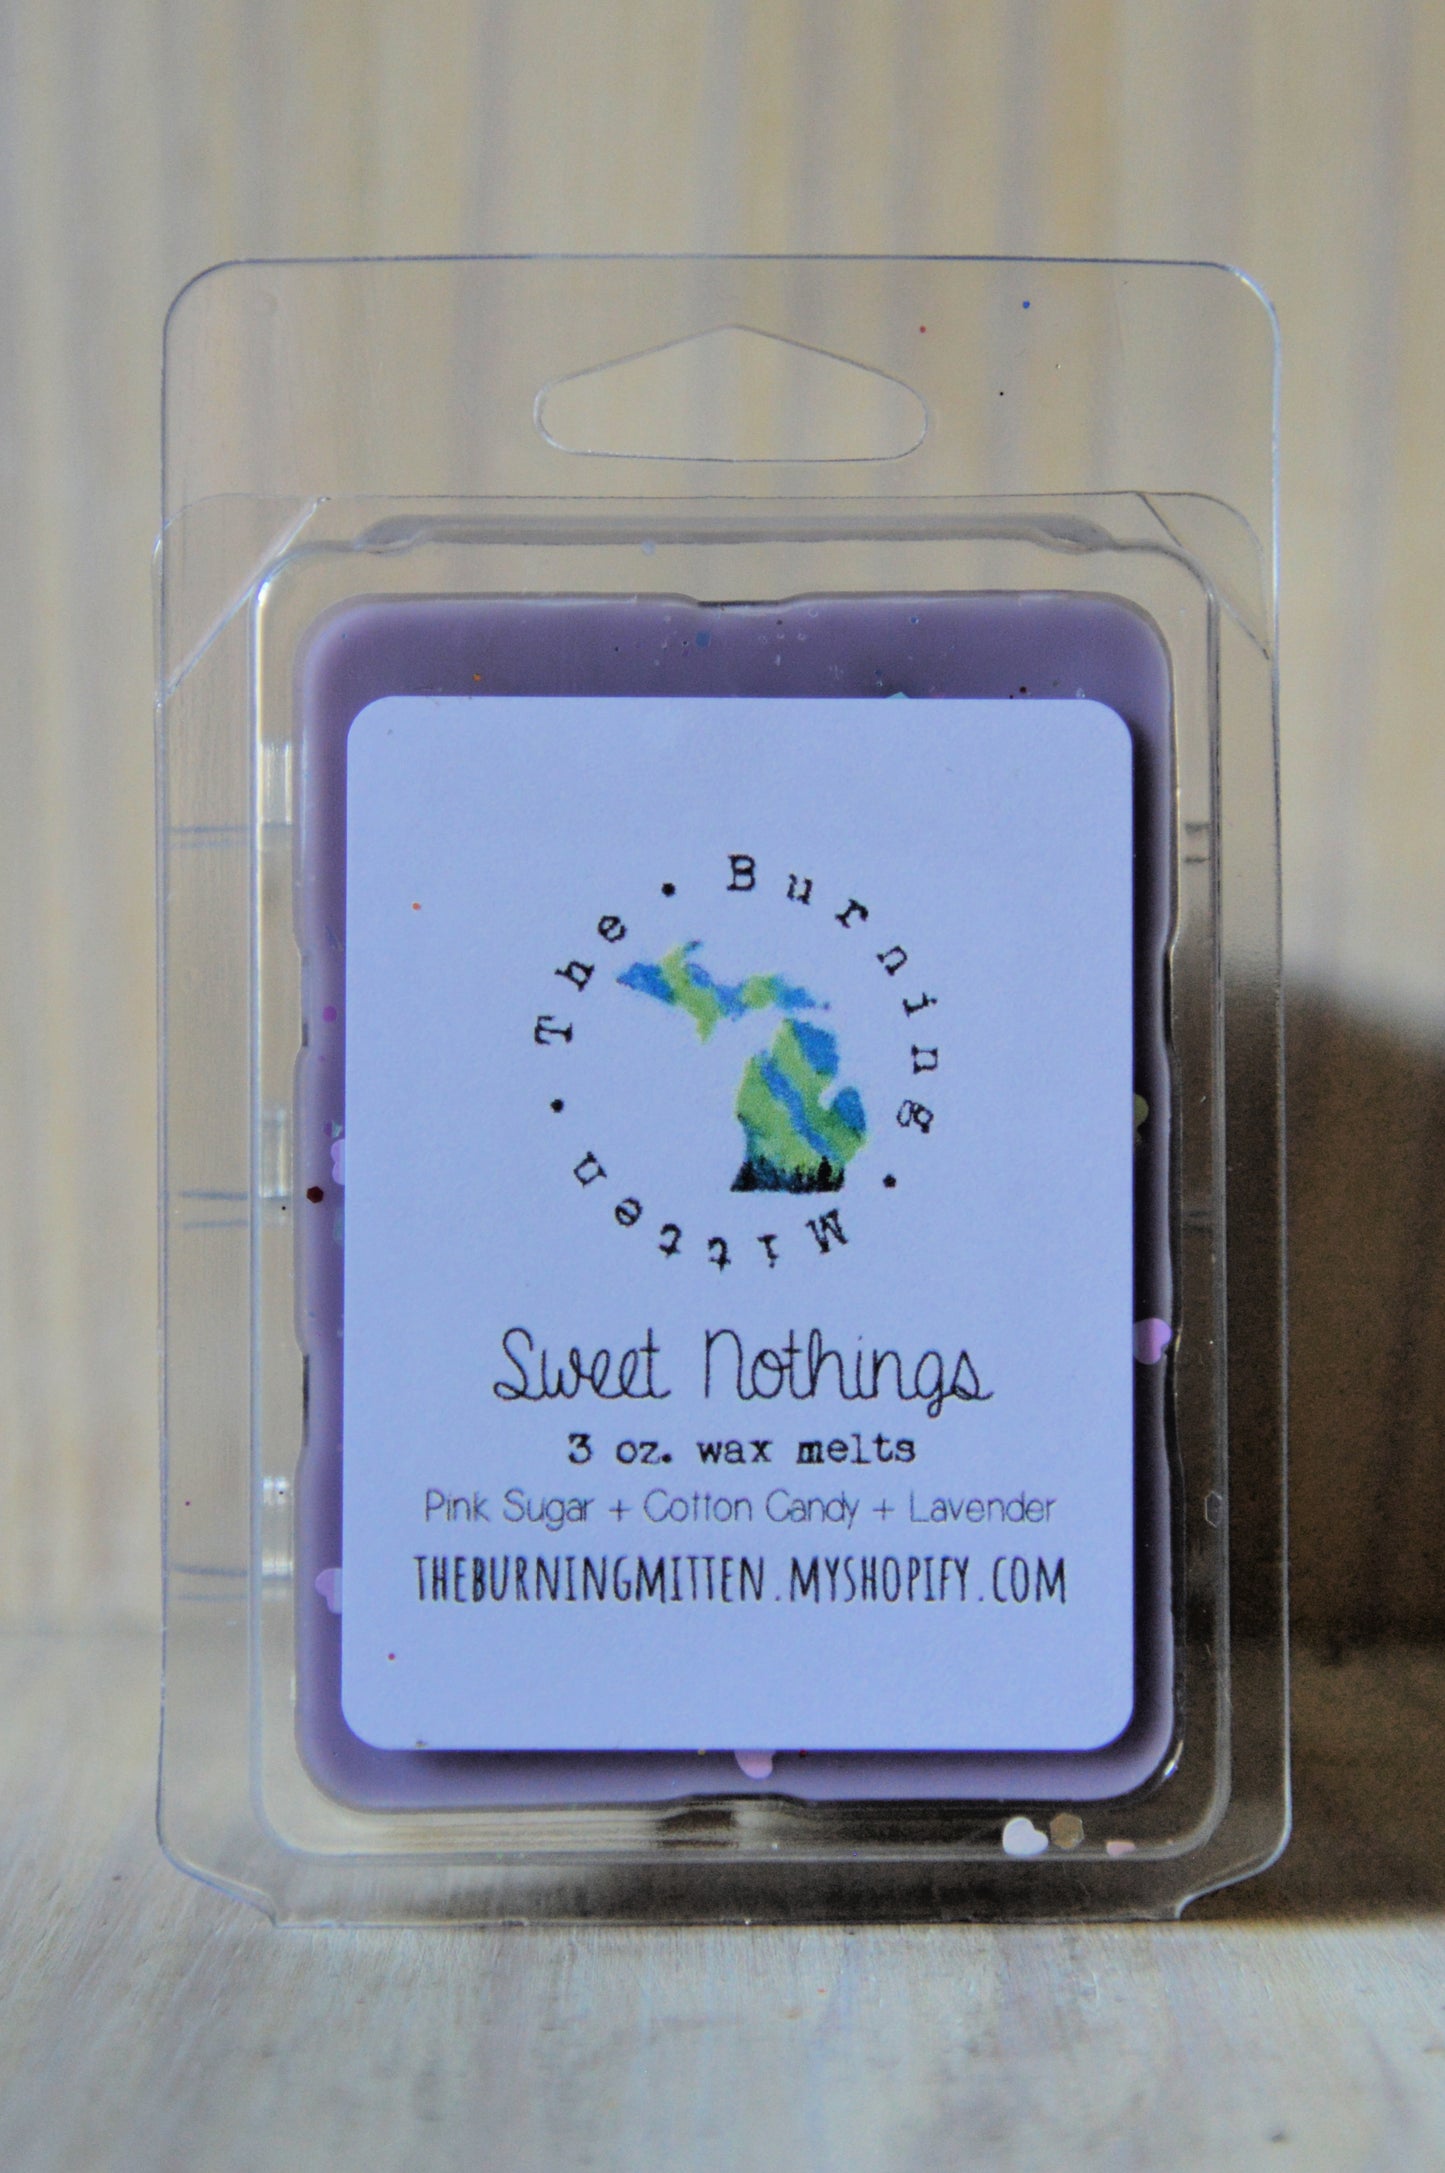 The • Burning • Mitten •
Sweet Nothings
3 oz. wax melts
Pink Sugar + Cotton Candy + Lavender
THEBURNINGMITTEN.MYSHOPIFY.COM